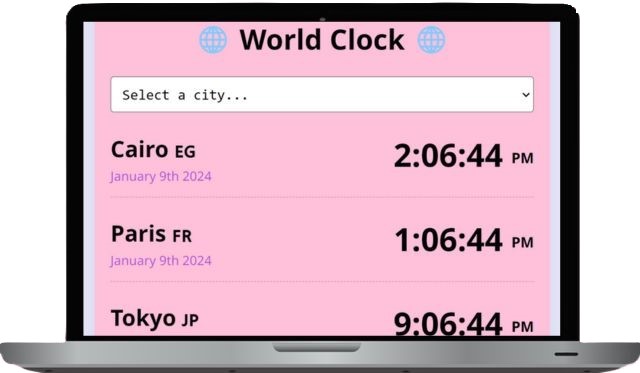 World Clock
Select a city...
Cairo EG
2:06:44 PM
January 9th 2024
Paris FR
1:06:44 PM
January 9th 2024
Tokyo JP
9:06:44 PM